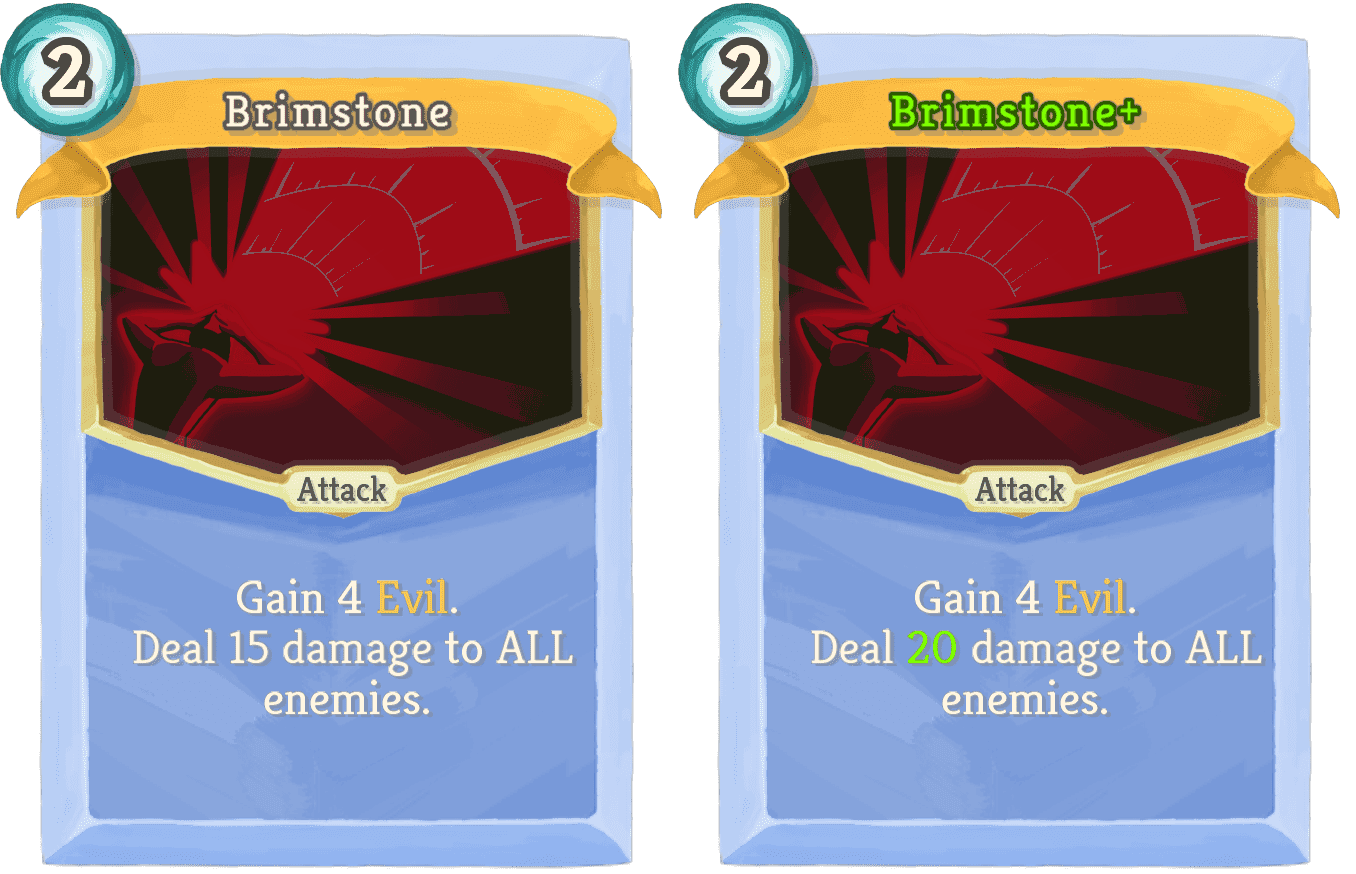 2
Brimstone
Attack
Gain 4 Evil.
Deal 15 damage to ALL
enemies.
2
Brimstone+
Attack
Gain 4 Evil.
Deal 20 damage to ALL
enemies.